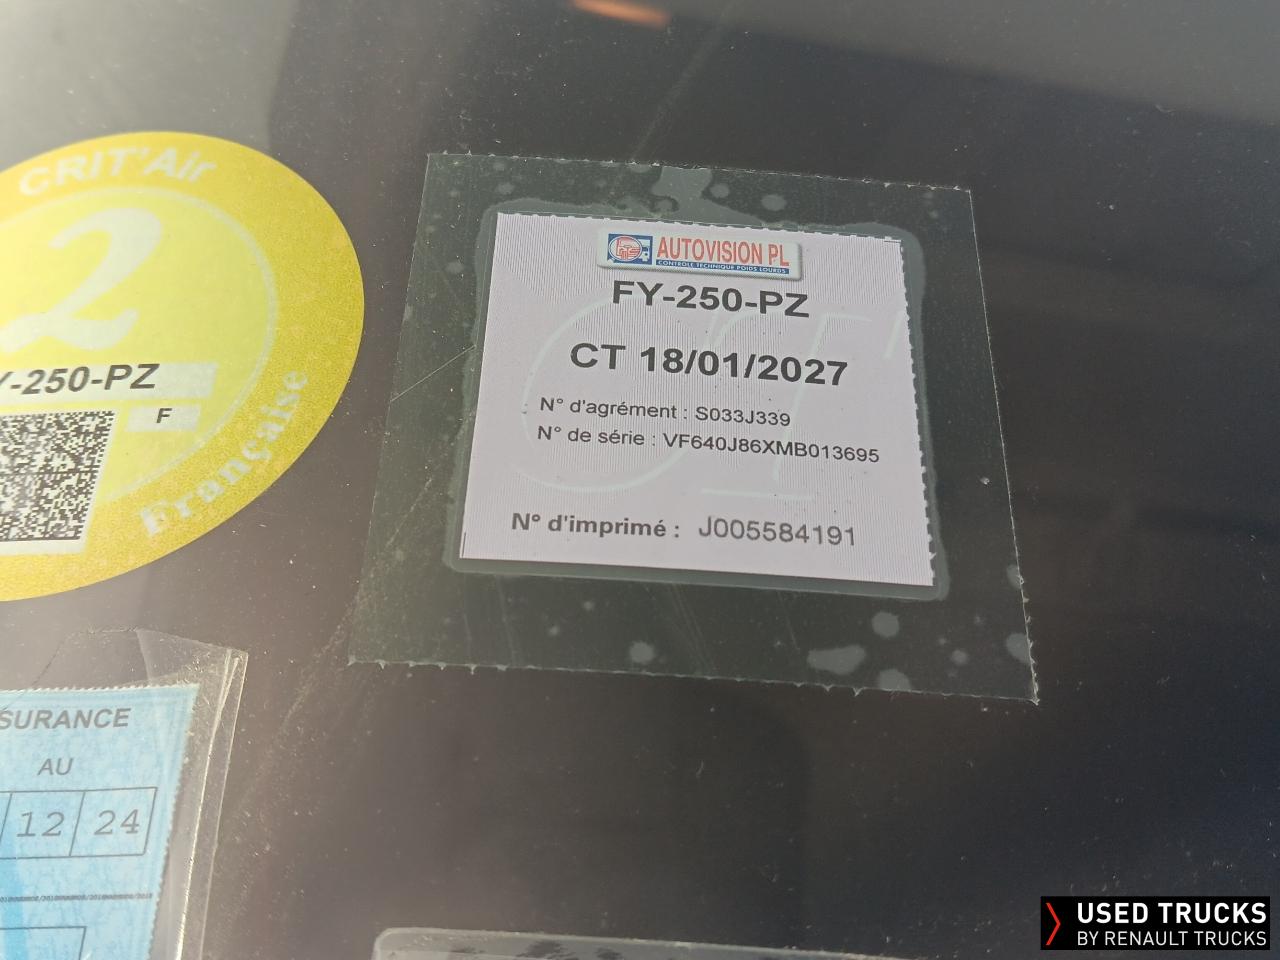 CRIT'Air
2
Y-250-PZ
F
Française
AUTOVISION PL
CONTROLE TECHNIQUE POIDS LOURDS
FY-250-PZ
CT 18/01/2027
N° d'agrément : S033J339
N° de série : VF640J86XMB013695
N° d'imprimé : J005584191
SURANCE
AU
12 24
USED TRUCKS
BY RENAULT TRUCKS